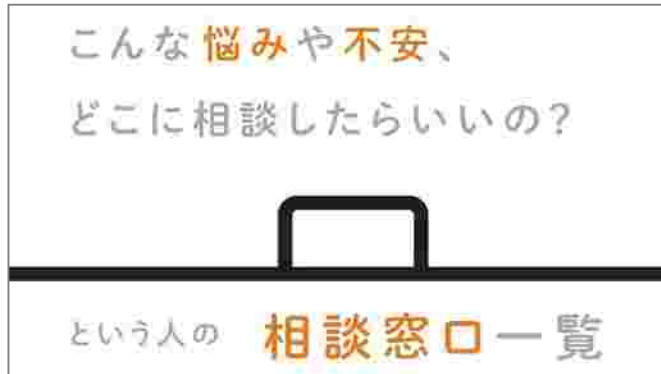 こんな悩みや不安、
どこに相談したらいいの?
という人の 相談窓口一覧